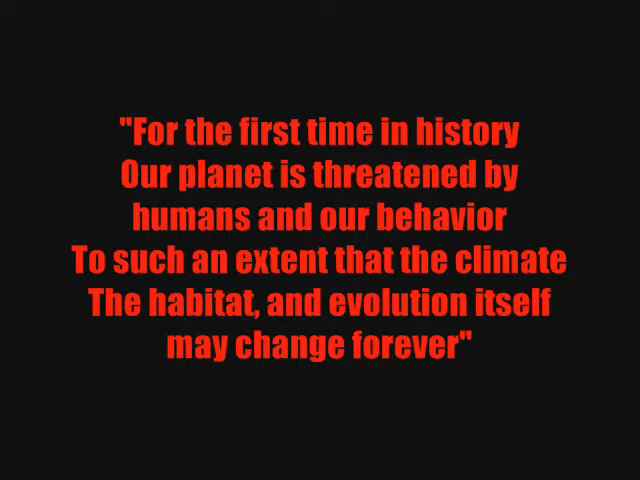 "For the first time in history
Our planet is threatened by
humans and our behavior
To such an extent that the climate
The habitat, and evolution itself
may change forever"